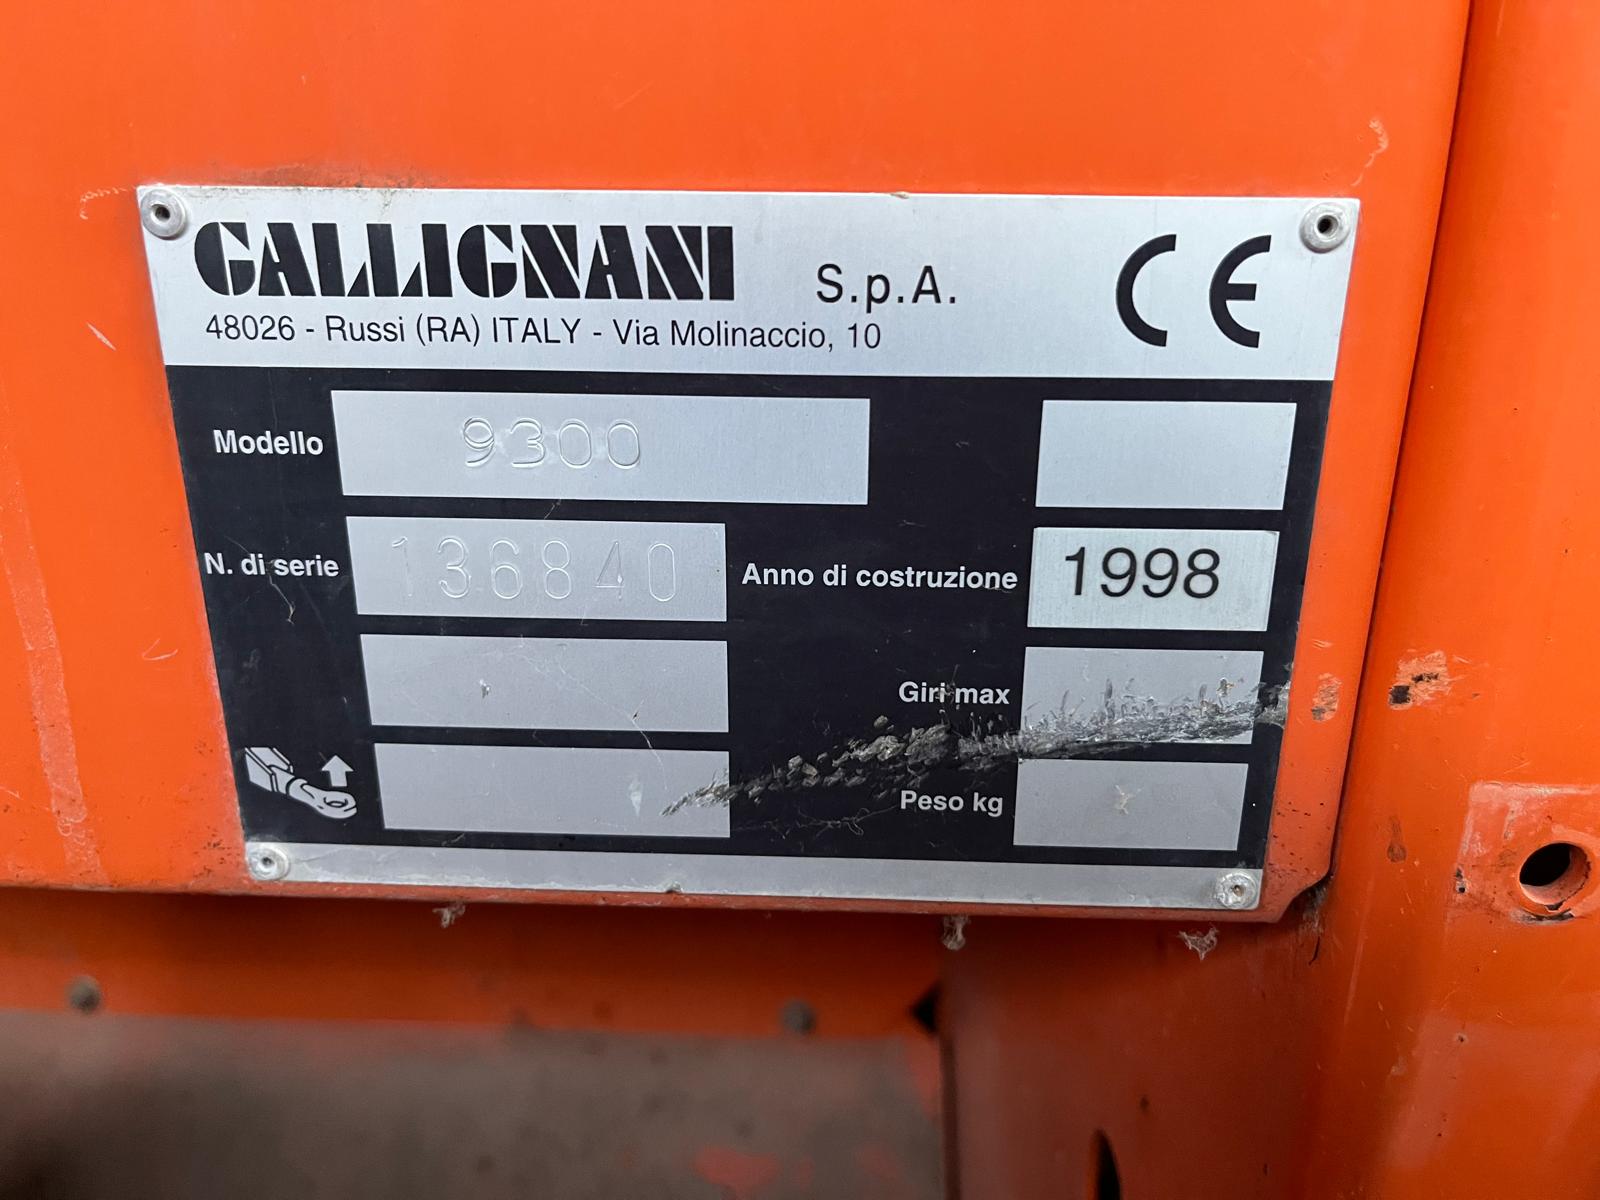 GALLIGNANI S.p.A. CE
48026 - Russi (RA) ITALY - Via Molinaccio, 10
Modello 9300
N. di serie 136840 Anno di costruzione 1998
Giri max
Peso kg